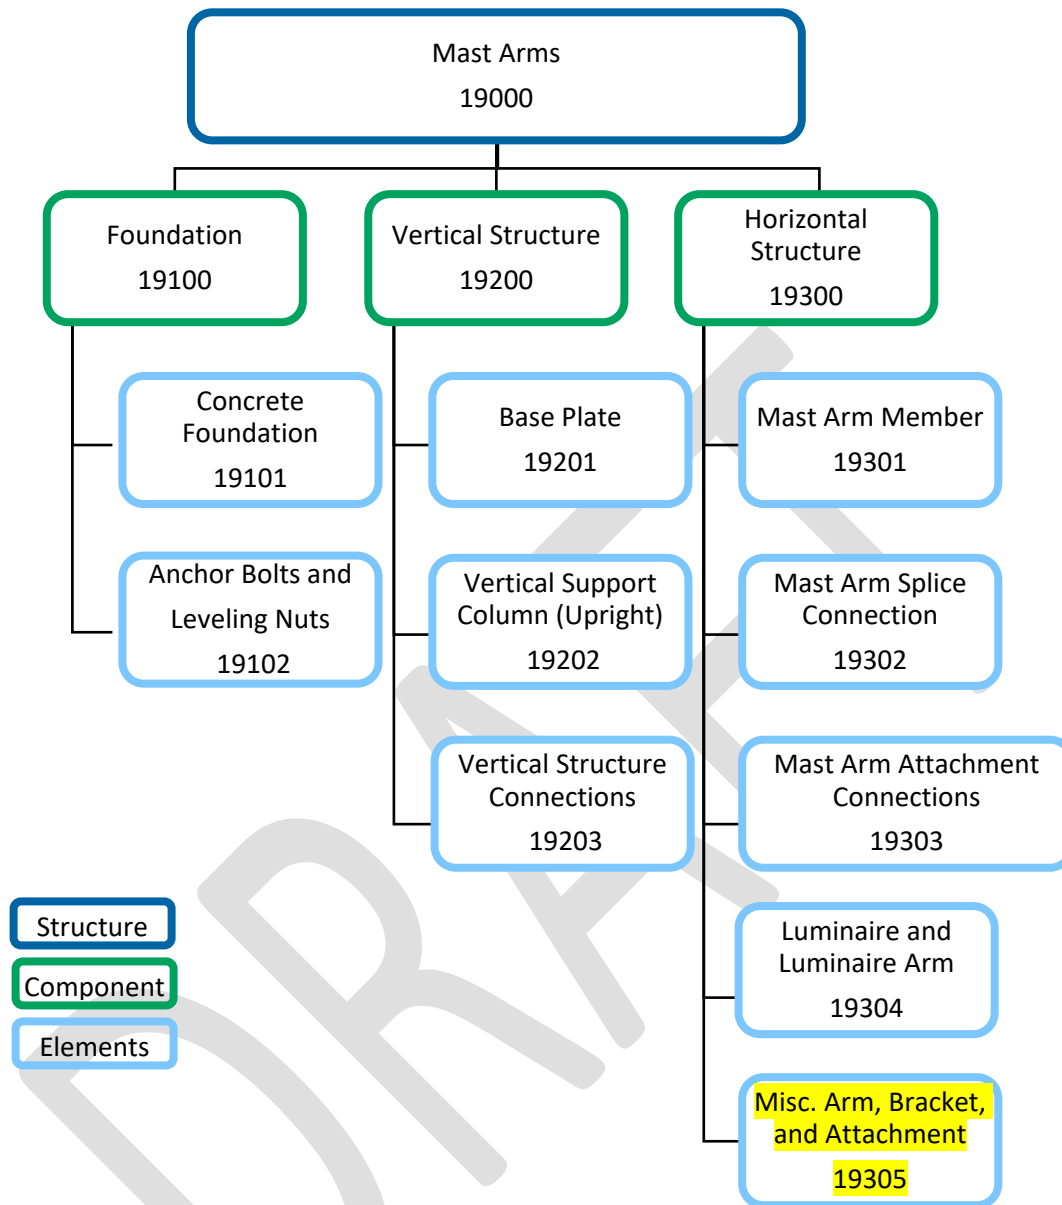 Mast Arms
19000
Foundation
19100
Vertical Structure
19200
Horizontal
Structure
19300
Concrete
Foundation
19101
Base Plate
19201
Mast Arm Member
19301
Anchor Bolts and
Leveling Nuts
19102
Vertical Support
Column (Upright)
19202
Mast Arm Splice
Connection
19302
Vertical Structure
Connections
19203
Mast Arm Attachment
Connections
19303
Luminaire and
Luminaire Arm
19304
Misc. Arm, Bracket,
and Attachment
19305
Structure
Component
Elements
DRAFT